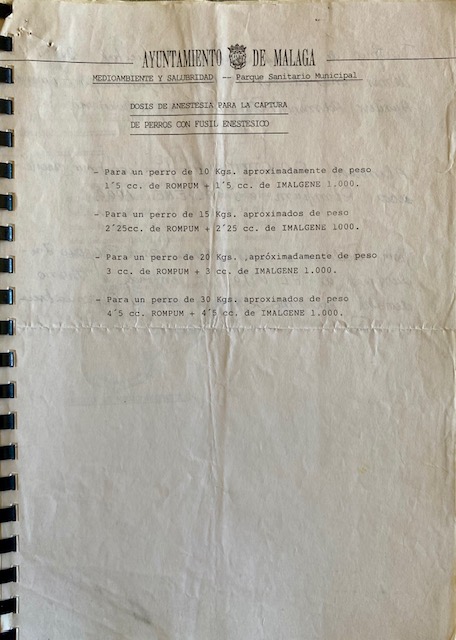 AYUNTAMIENTO DE MALAGA
MEDIOAMBIENTE Y SALUBRIDAD -- Parque Sanitario Municipal
DOSIS DE ANESTESIA PARA LA CAPTURA
DE PERROS CON FUSIL ENESTESICO
- Para un perro de 10 Kgs. aproximadamente de peso
1´5 cc. de ROMPUM + 1´5 cc. de IMALGENE 1.000.
- Para un perro de 15 Kgs. aproximados de peso
2´25cc. de ROMPUM + 2´25 cc. de IMALGENE 1000.
- Para un perro de 20 Kgs. ,apróximadamente de peso
3 cc. de ROMPUM + 3 cc. de IMALGENE 1.000.
- Para un perro de 30 Kgs. aproximados de peso
4´5 cc. ROMPUM + 4´5 cc. de IMALGENE 1.000.